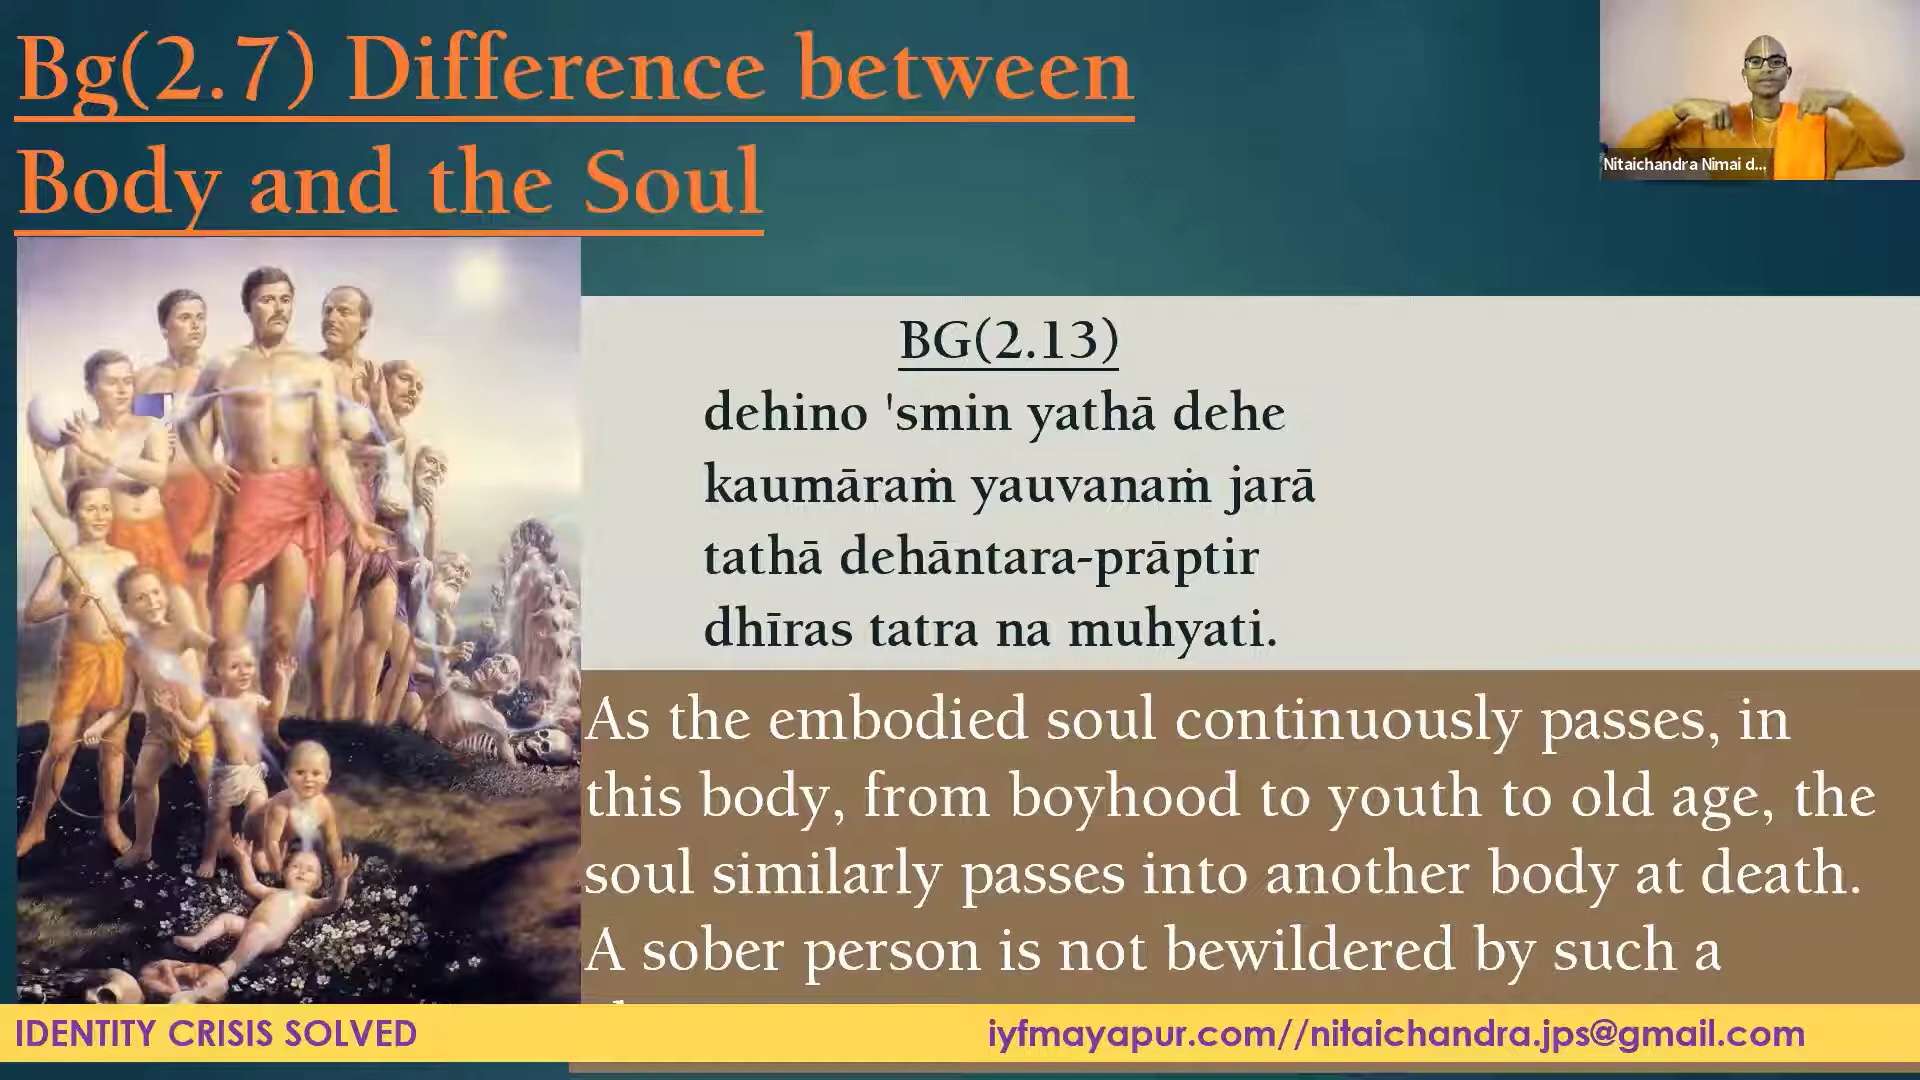 Bg(2.7) Difference between
Body and the Soul
Nitaichandra Nimai d...
BG(2.13)
dehino 'smin yathā dehe
kaumāraṁ yauvanaṁ jarā
tathā dehāntara-prāptir
dhīras tatra na muhyati.
As the embodied soul continuously passes, in
this body, from boyhood to youth to old age, the
soul similarly passes into another body at death.
A sober person is not bewildered by such a
IDENTITY CRISIS SOLVED
iyfmayapur.com//nitaichandra.jps@gmail.com